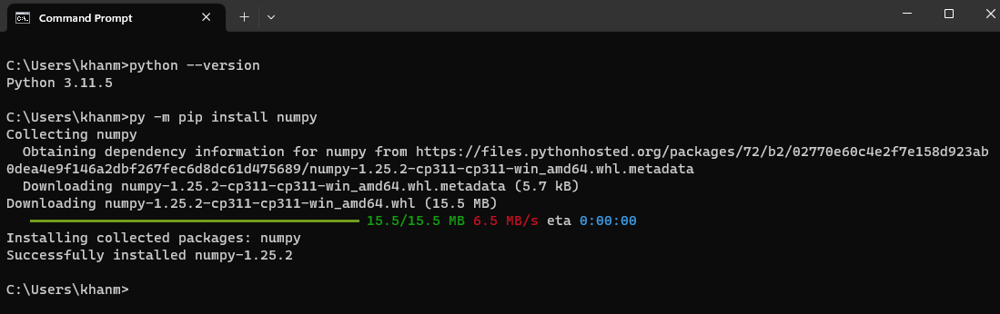 Command Prompt
C:\Users\khanm>python --version
Python 3.11.5
C:\Users\khanm>py -m pip install numpy
Collecting numpy
  Obtaining dependency information for numpy from https://files.pythonhosted.org/packages/72/b2/02770e60c4e2f7e158d923ab
0dea4e9f146a2dbf267fec6d8dc61d475689/numpy-1.25.2-cp311-cp311-win_amd64.whl.metadata
  Downloading numpy-1.25.2-cp311-cp311-win_amd64.whl.metadata (5.7 kB)
Downloading numpy-1.25.2-cp311-cp311-win_amd64.whl (15.5 MB)
15.5/15.5 MB 6.5 MB/s eta 0:00:00
Installing collected packages: numpy
Successfully installed numpy-1.25.2
C:\Users\khanm>